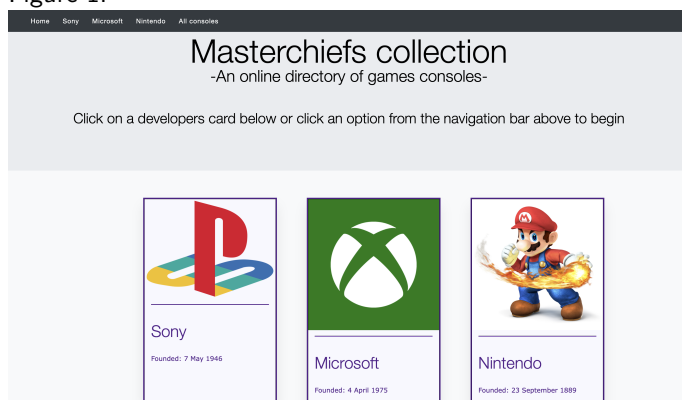 Figure 1.
Home Sony Microsoft Nintendo All consoles
Masterchiefs collection
-An online directory of games consoles-
Click on a developers card below or click an option from the navigation bar above to begin
Sony
Founded: 7 May 1946
Microsoft
Founded: 4 April 1975
Nintendo
Founded: 23 September 1889